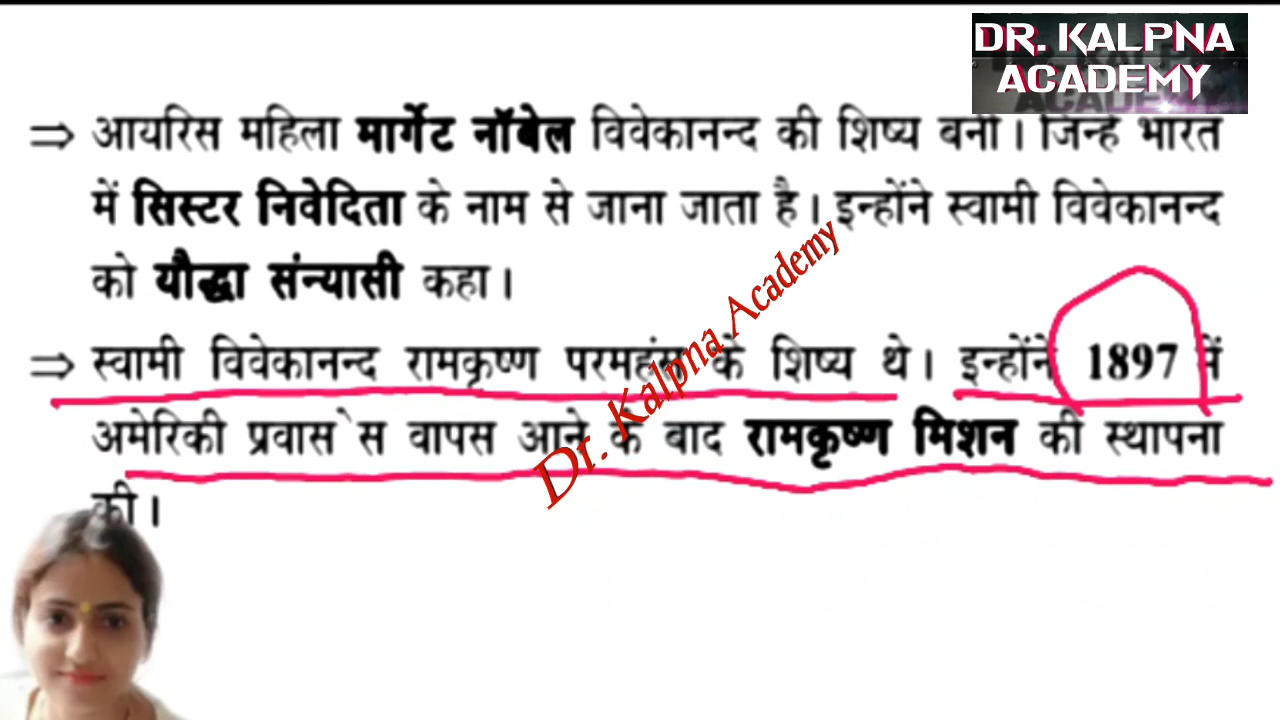 DR. KALPNA
ACADEMY
⇒ आयरिस महिला मार्गेट नॉबेल विवेकानन्द की शिष्य बनी। जिन्हे भारत
में सिस्टर निवेदिता के नाम से जाना जाता है। इन्होंने स्वामी विवेकानन्द
को यौद्धा संन्यासी कहा।
⇒ स्वामी विवेकानन्द रामकृष्ण परमहंस के शिष्य थे। इन्होंने 1897 में
अमेरिकी प्रवास े स वापस आने के बाद रामकृष्ण मिशन की स्थापना
की।
Dr. Kalpna Academy